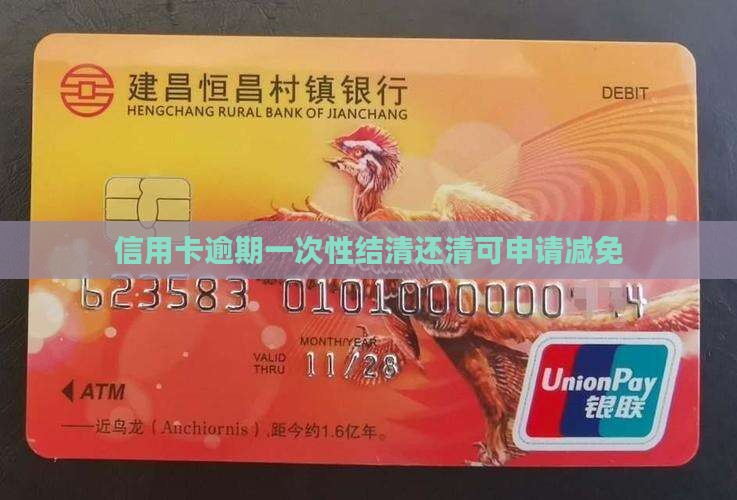 建昌恒昌村镇银行
HENGCHANG RURAL BANK OF JIANCHANG
DEBIT
信用卡逾期一次性结清还清可申请减免
623583 0101000000 .4
MONTH/YEAR
VALID THRU 11/28
ATM
——近鸟龙(Anchiornis),距今约1.6亿年。
UnionPay
银联